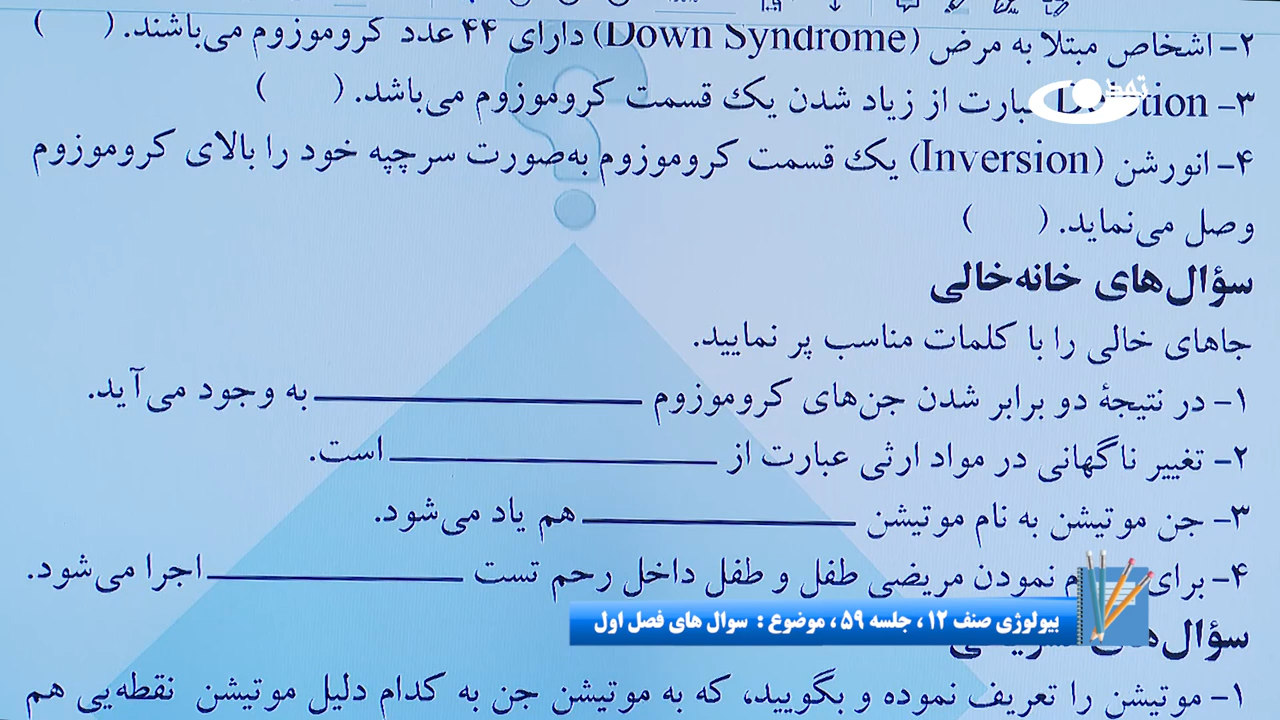 ۲- اشخاص مبتلا به مرض (Down Syndrome) دارای ۴۴ عدد کروموزوم می‌باشند. (      )
۳- عبارت از زیاد شدن یک قسمت کروموزوم می‌باشد. (      )
تمدن
۴- انورشن (Inversion) یک قسمت کروموزوم به‌صورت سرچپه خود را بالای کروموزوم
وصل می‌نماید. (      )
سؤال‌های خانه‌خالی
جاهای خالی را با کلمات مناسب پر نمایید.
۱- در نتیجهٔ دو برابر شدن جن‌های کروموزوم ــــــــــــــــ به وجود می‌آید.
۲- تغییر ناگهانی در مواد ارثی عبارت از ــــــــــــــــ است.
۳- جن موتیشن به نام موتیشن ــــــــــــــــ هم یاد می‌شود.
۴- برای نمودن مریضی طفل و طفل داخل رحم تست ــــــــــــــــ اجرا می‌شود.
بیولوژی صنف ۱۲ ، جلسه ۵۹ ، موضوع : سوال های فصل اول
۱- موتیشن را تعریف نموده و بگویید، که به موتیشن جن به کدام دلیل موتیشن نقطه‌یی هم